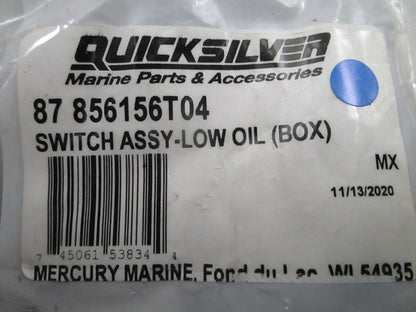 QUICKSILVER
Marine Parts & Accessories
87 856156T04
SWITCH ASSY-LOW OIL (BOX)
MX
11/13/2020
7 45061 53834 4
MERCURY MARINE, Fond du Lac, WI 54935